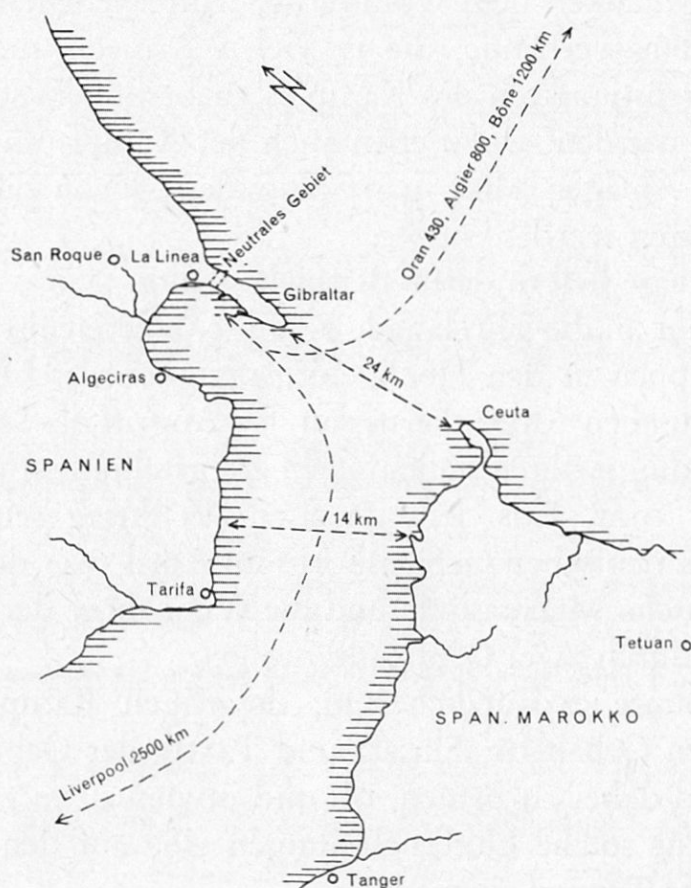 Oran 430, Algier 800, Bône 1200 km
Neutrales Gebiet
San Roque
La Linea
Gibraltar
24 km
Algeciras
Ceuta
SPANIEN
14 km
Tarifa
Tetuan
SPAN. MAROKKO
Liverpool 2500 km
Tanger